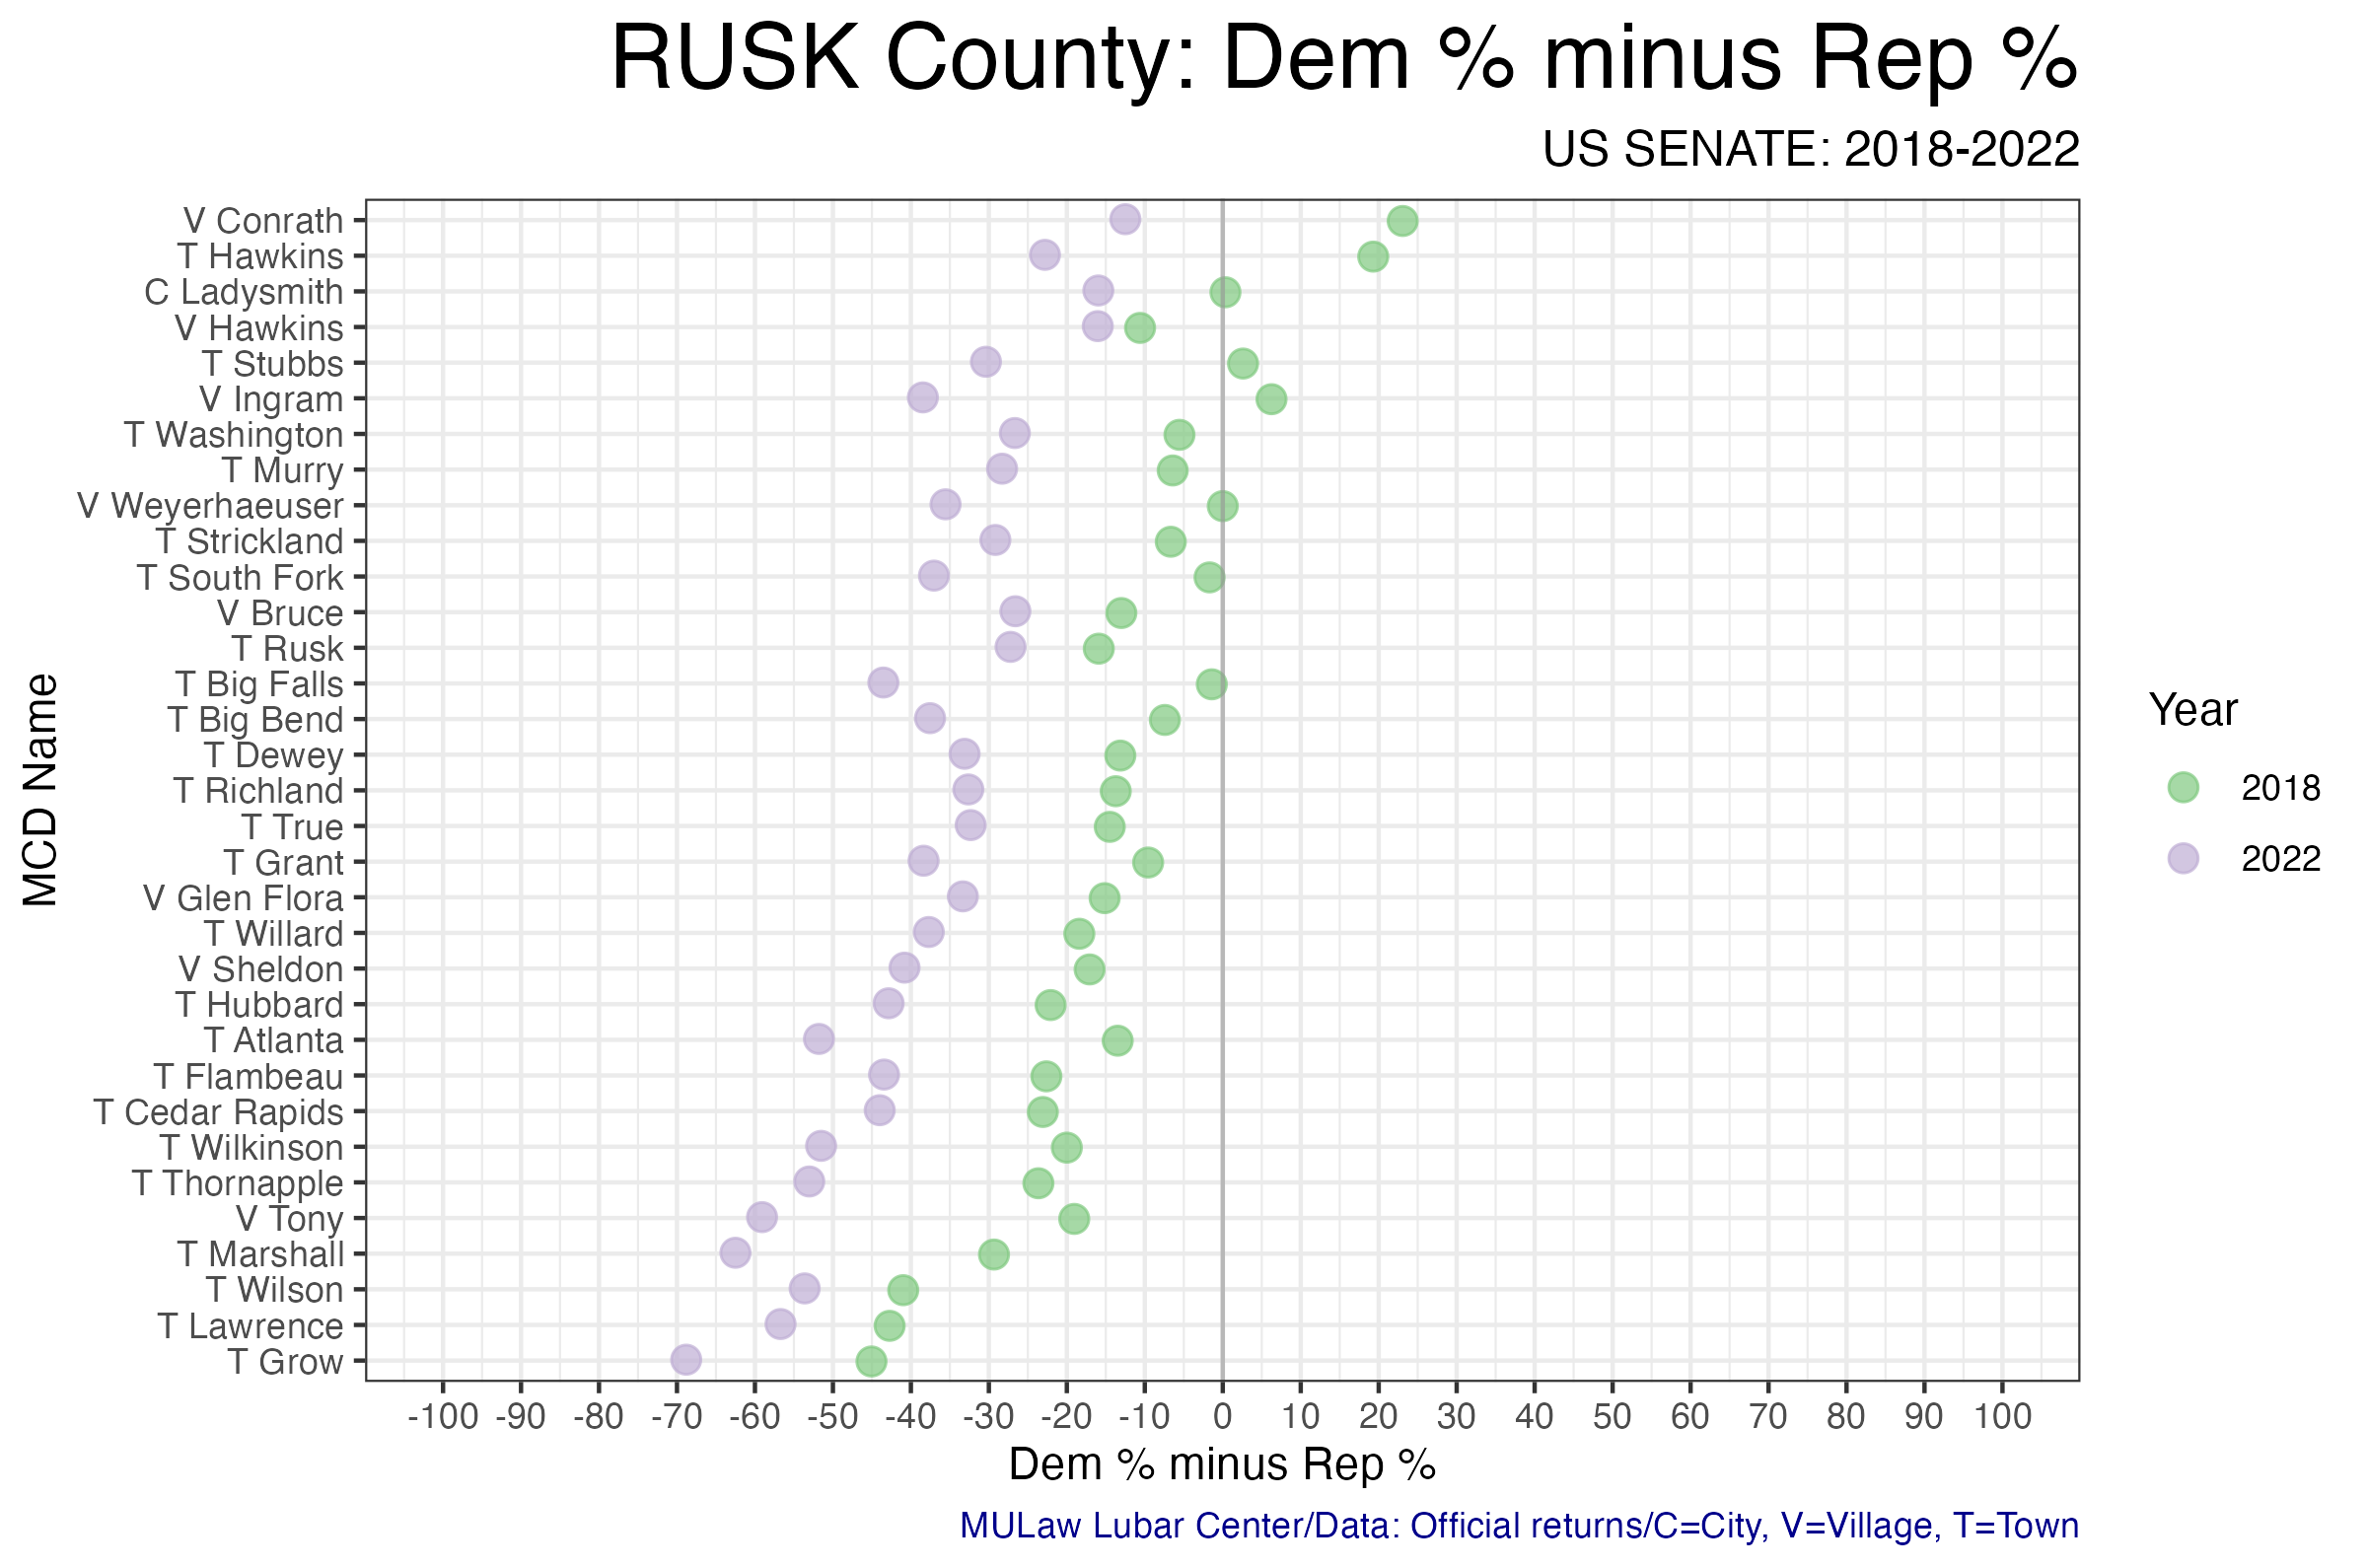 RUSK County: Dem % minus Rep %
US SENATE: 2018-2022
MCD Name
V Conrath
T Hawkins
C Ladysmith
V Hawkins
T Stubbs
V Ingram
T Washington
T Murry
V Weyerhaeuser
T Strickland
T South Fork
V Bruce
T Rusk
T Big Falls
T Big Bend
T Dewey
T Richland
T True
T Grant
V Glen Flora
T Willard
V Sheldon
T Hubbard
T Atlanta
T Flambeau
T Cedar Rapids
T Wilkinson
T Thornapple
V Tony
T Marshall
T Wilson
T Lawrence
T Grow
-100 -90 -80 -70 -60 -50 -40 -30 -20 -10 0 10 20 30 40 50 60 70 80 90 100
Dem % minus Rep %
Year
2018
2022
MULaw Lubar Center/Data: Official returns/C=City, V=Village, T=Town